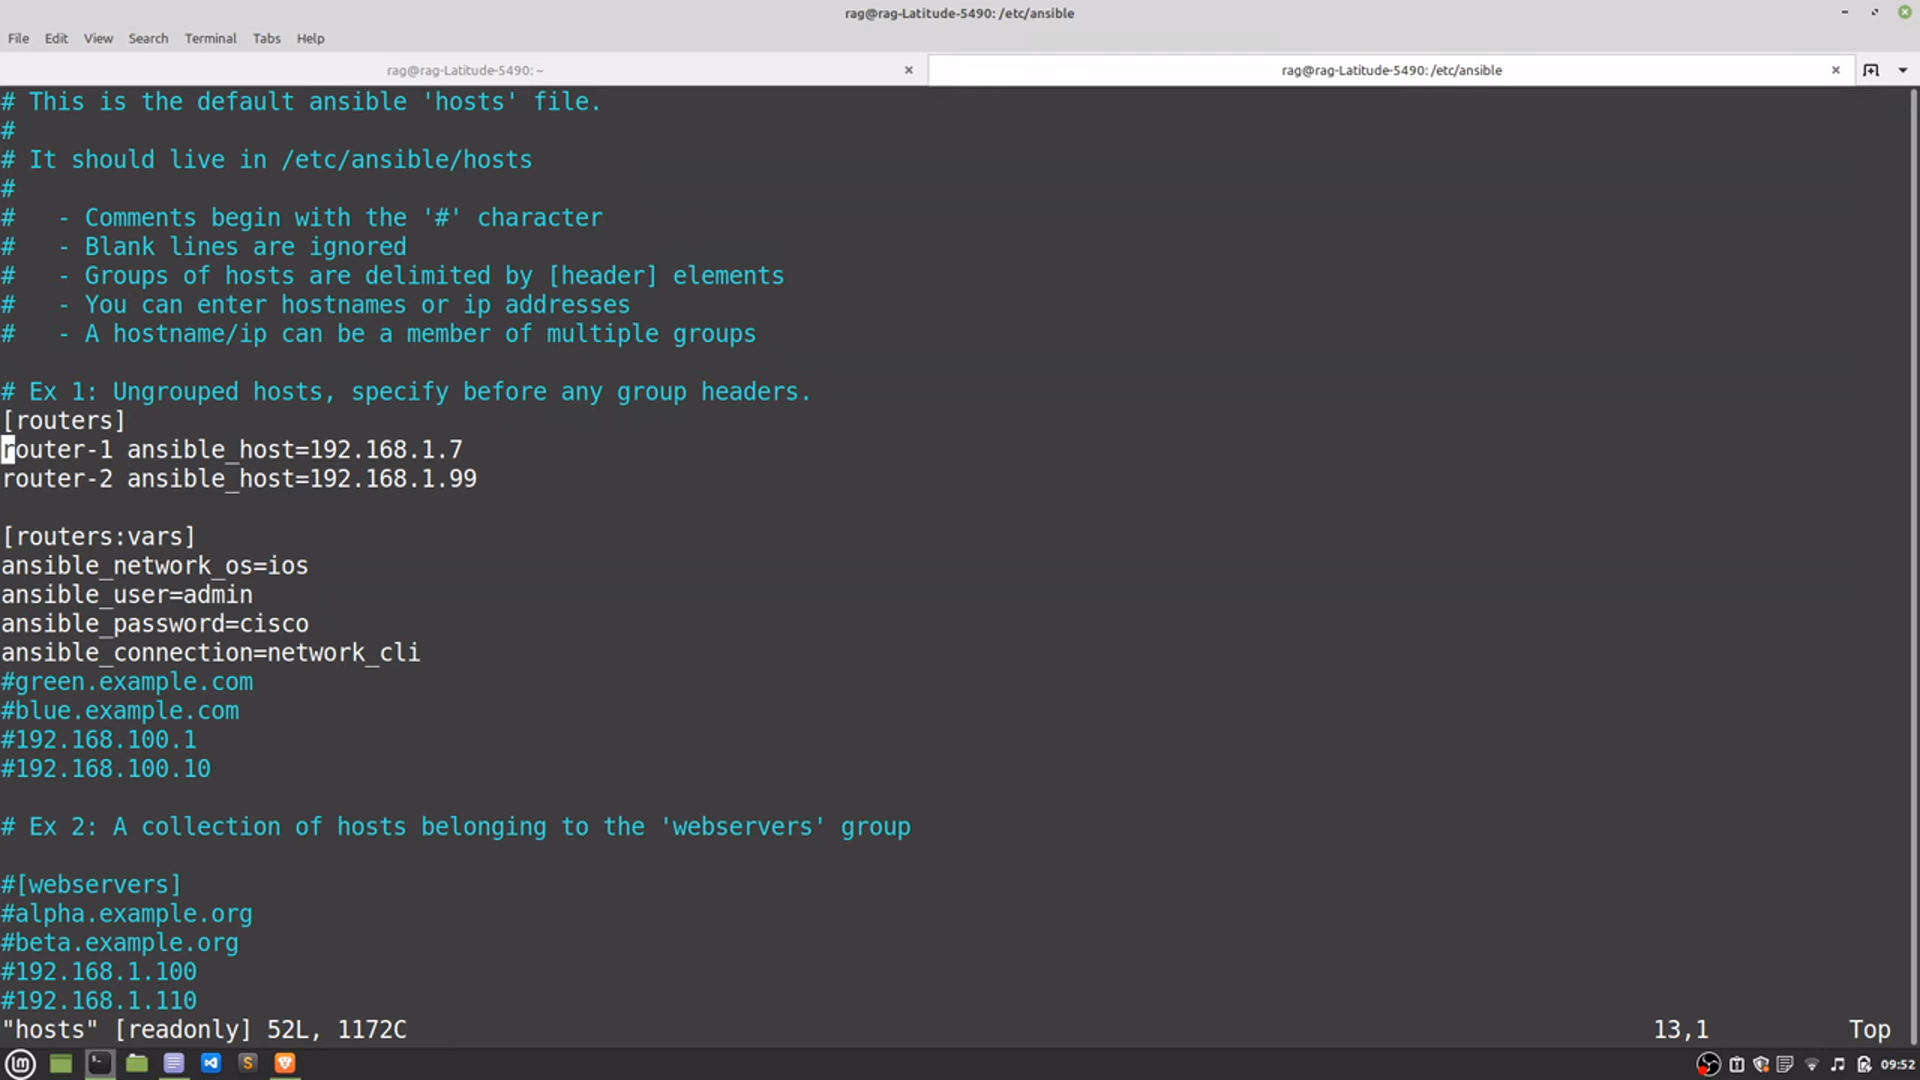 rag@rag-Latitude-5490: /etc/ansible
File Edit View Search Terminal Tabs Help
rag@rag-Latitude-5490: ~ × rag@rag-Latitude-5490: /etc/ansible ×
# This is the default ansible 'hosts' file.
#
# It should live in /etc/ansible/hosts
#
#   - Comments begin with the '#' character
#   - Blank lines are ignored
#   - Groups of hosts are delimited by [header] elements
#   - You can enter hostnames or ip addresses
#   - A hostname/ip can be a member of multiple groups
# Ex 1: Ungrouped hosts, specify before any group headers.
[routers]
router-1 ansible_host=192.168.1.7
router-2 ansible_host=192.168.1.99
[routers:vars]
ansible_network_os=ios
ansible_user=admin
ansible_password=cisco
ansible_connection=network_cli
#green.example.com
#blue.example.com
#192.168.100.1
#192.168.100.10
# Ex 2: A collection of hosts belonging to the 'webservers' group
#[webservers]
#alpha.example.org
#beta.example.org
#192.168.1.100
#192.168.1.110
"hosts" [readonly] 52L, 1172C 13,1 Top
09:52